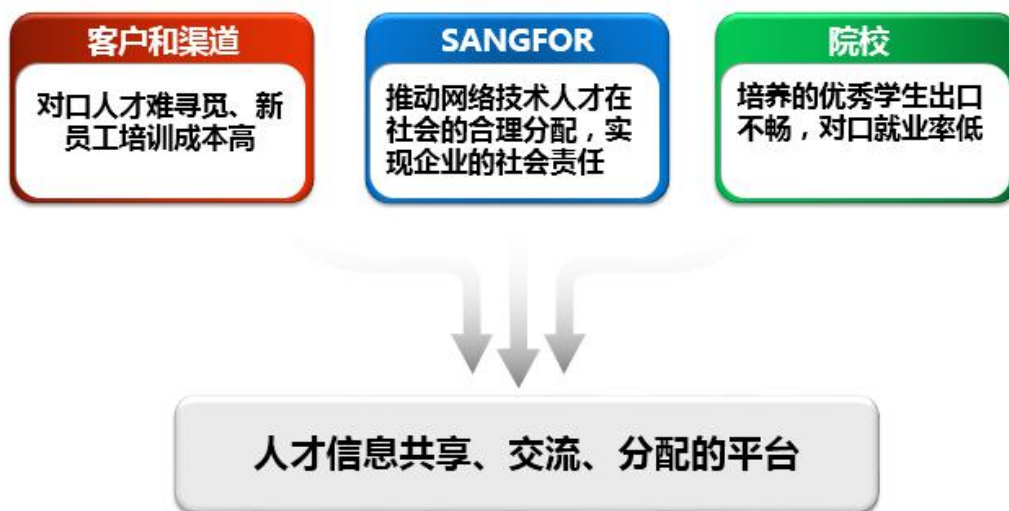 客户和渠道
对口人才难寻觅、新
员工培训成本高
SANGFOR
推动网络技术人才在
社会的合理分配，实
现企业的社会责任
院校
培养的优秀学生出口
不畅，对口就业率低
人才信息共享、交流、分配的平台